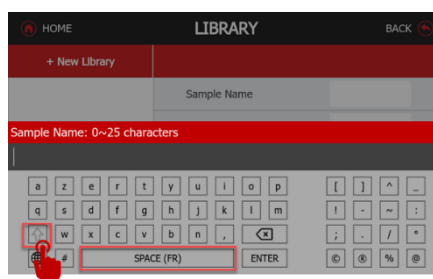 HOME LIBRARY BACK
+ New Library
Sample Name
Sample Name: 0~25 characters
a z e r t y u i o p [ ] ^ _
q s d f g h j k l m ! - ~ :
w x c v b n , ; . / °
# SPACE (FR) ENTER © ® % @